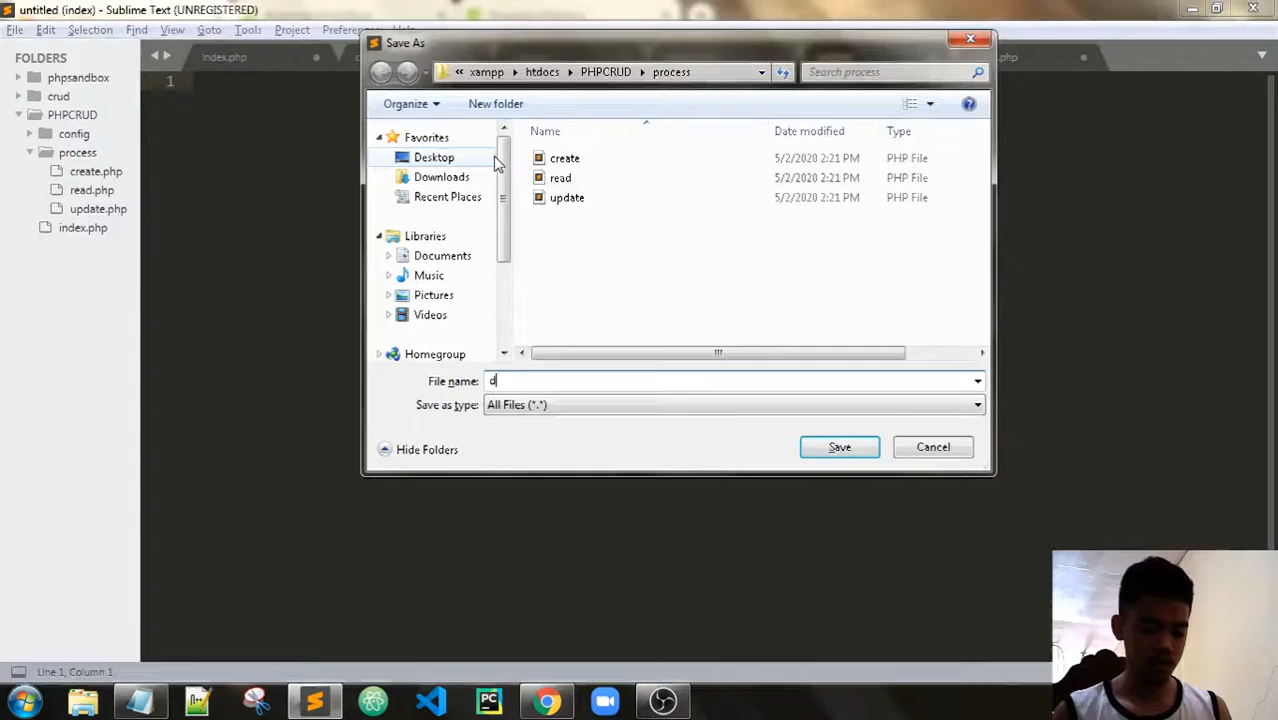 untitled (index) - Sublime Text (UNREGISTERED)
File Edit Selection Find View Goto Tools Project Preferences
FOLDERS
phpsandbox
crud
PHPCRUD
config
process
create.php
read.php
update.php
index.php
index.php
1
Save As
« xampp htdocs PHPCRUD process
Search process
Organize New folder
Favorites
Desktop
Downloads
Recent Places
Libraries
Documents
Music
Pictures
Videos
Homegroup
Name Date modified Type
create 5/2/2020 2:21 PM PHP File
read 5/2/2020 2:21 PM PHP File
update 5/2/2020 2:21 PM PHP File
File name: d
Save as type: All Files (*.*)
Hide Folders
Save Cancel
Line 1, Column 1
PC